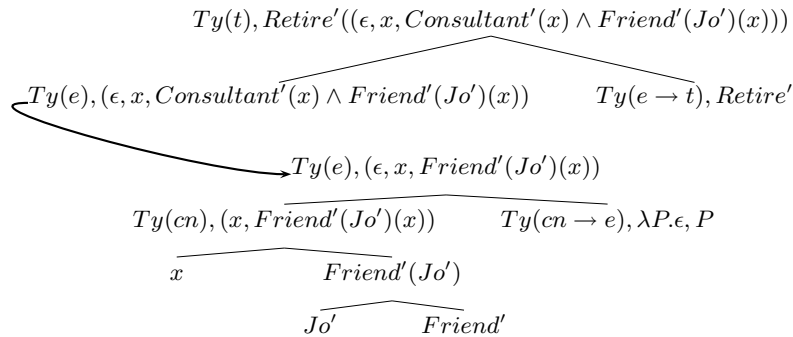 Ty(t), Retire′((ϵ, x, Consultant′(x) ∧ Friend′(Jo′)(x)))
Ty(e), (ϵ, x, Consultant′(x) ∧ Friend′(Jo′)(x)) Ty(e → t), Retire′
Ty(e), (ϵ, x, Friend′(Jo′)(x))
Ty(cn), (x, Friend′(Jo′)(x)) Ty(cn → e), λP.ϵ, P
x Friend′(Jo′)
Jo′ Friend′